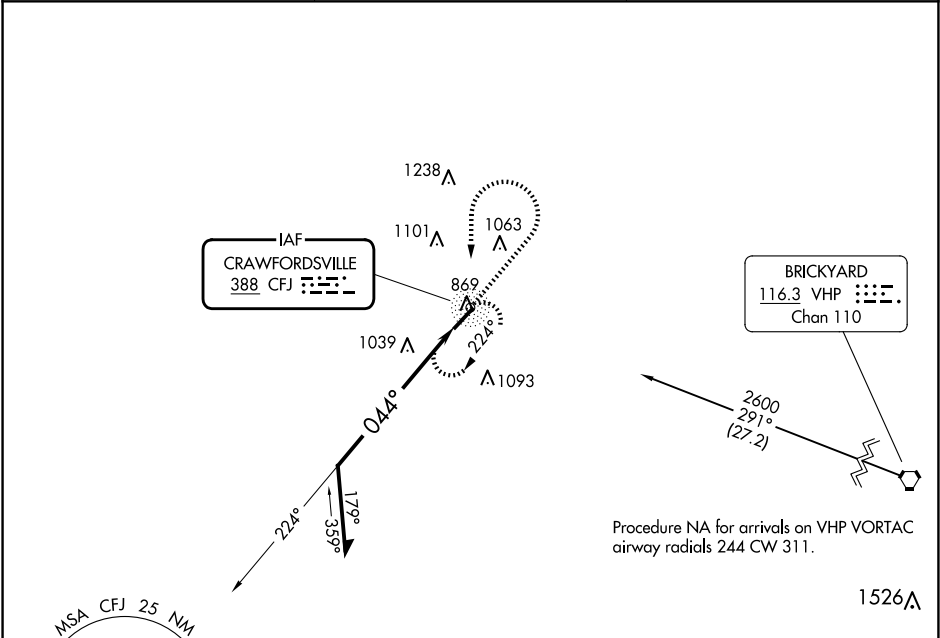 1238
1101
1063
IAF
CRAWFORDSVILLE
388 CFJ
869
BRICKYARD
116.3 VHP
Chan 110
1039
224°
1093
044°
2600
291°
(27.2)
179°
359°
224°
Procedure NA for arrivals on VHP VORTAC
airway radials 244 CW 311.
1526
MSA CFJ 25 NM